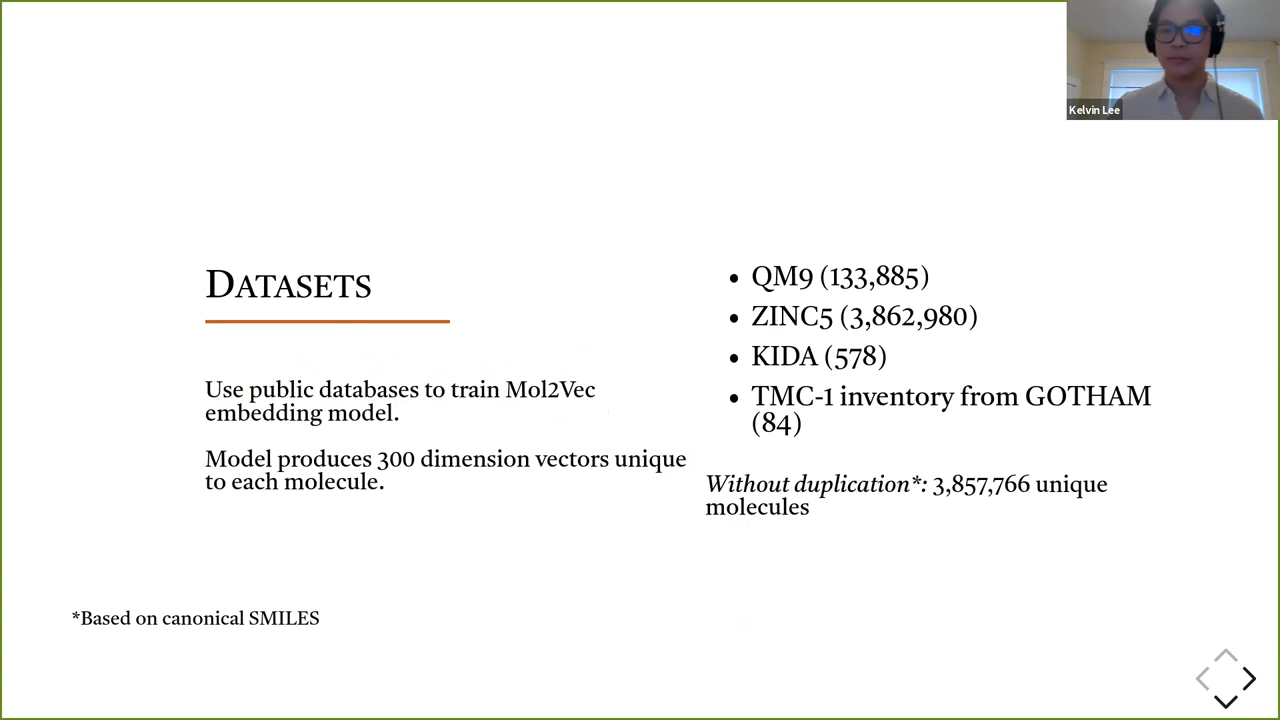 Kelvin Lee
DATASETS
Use public databases to train Mol2Vec
embedding model.
Model produces 300 dimension vectors unique
to each molecule.
• QM9 (133,885)
• ZINC5 (3,862,980)
• KIDA (578)
• TMC-1 inventory from GOTHAM
(84)
Without duplication*: 3,857,766 unique
molecules
*Based on canonical SMILES